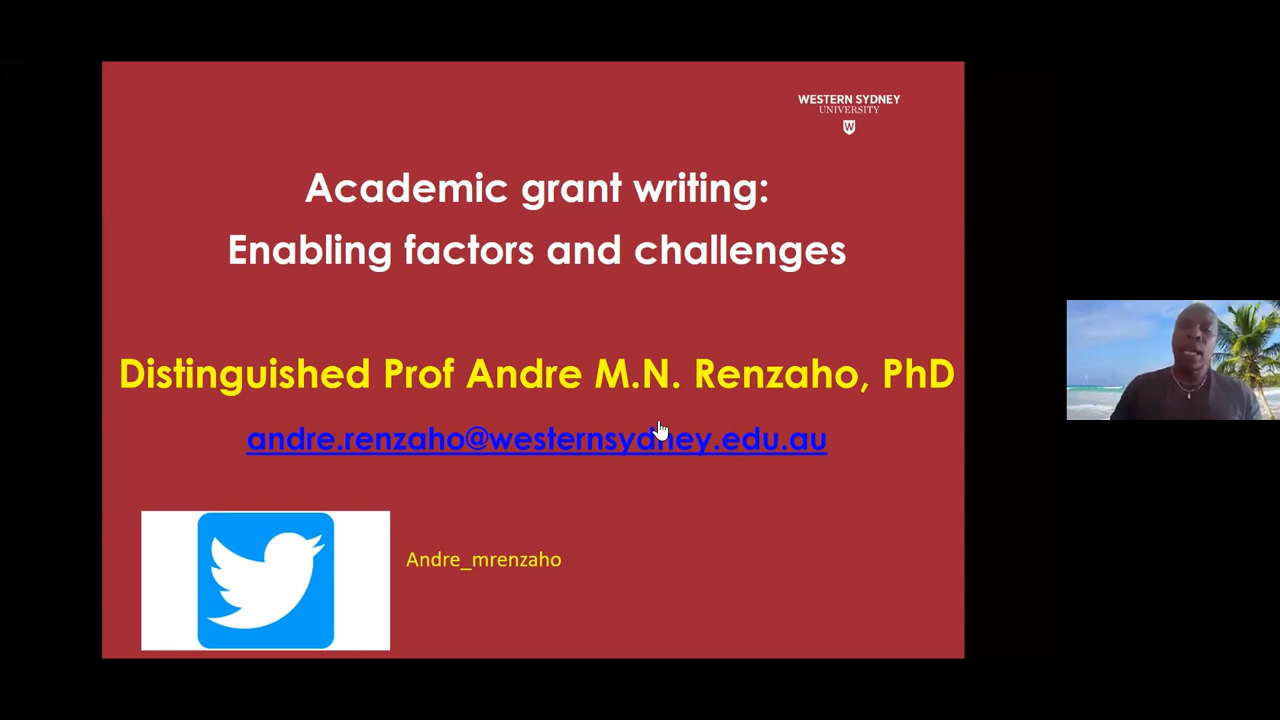 WESTERN SYDNEY
UNIVERSITY
W
Academic grant writing:
Enabling factors and challenges
Distinguished Prof Andre M.N. Renzaho, PhD
andre.renzaho@westernsydney.edu.au
Andre_mrenzaho